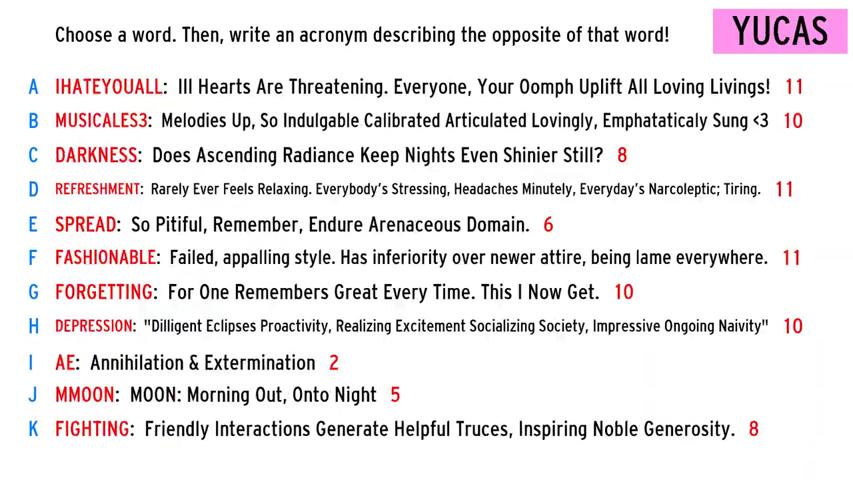 Choose a word. Then, write an acronym describing the opposite of that word!
YUCAS
A IHATEYOUALL: Ill Hearts Are Threatening. Everyone, Your Oomph Uplift All Loving Livings! 11
B MUSICALES3: Melodies Up, So Indulgable Calibrated Articulated Lovingly, Emphataticaly Sung <3 10
C DARKNESS: Does Ascending Radiance Keep Nights Even Shinier Still? 8
D REFRESHMENT: Rarely Ever Feels Relaxing. Everybody's Stressing, Headaches Minutely, Everyday's Narcoleptic; Tiring. 11
E SPREAD: So Pitiful, Remember, Endure Arenaceous Domain. 6
F FASHIONABLE: Failed, appalling style. Has inferiority over newer attire, being lame everywhere. 11
G FORGETTING: For One Remembers Great Every Time. This I Now Get. 10
H DEPRESSION: "Dilligent Eclipses Proactivity, Realizing Excitement Socializing Society, Impressive Ongoing Naivity" 10
I AE: Annihilation & Extermination 2
J MMOON: MOON: Morning Out, Onto Night 5
K FIGHTING: Friendly Interactions Generate Helpful Truces, Inspiring Noble Generosity. 8